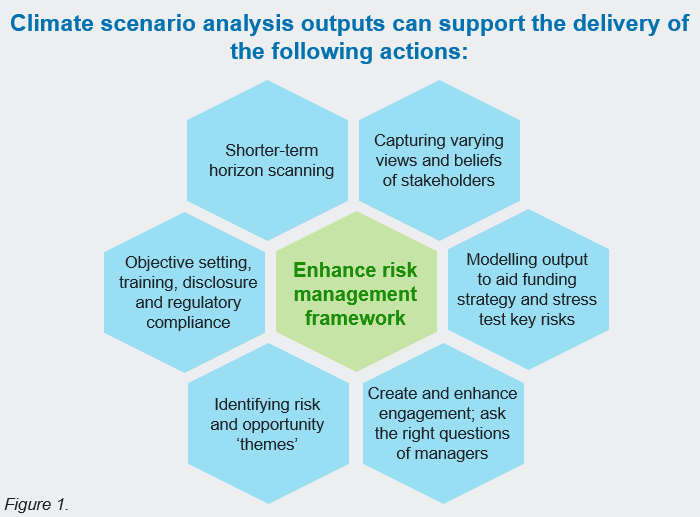 Climate scenario analysis outputs can support the delivery of
the following actions:
Shorter-term
horizon scanning
Capturing varying
views and beliefs
of stakeholders
Objective setting,
training, disclosure
and regulatory
compliance
Enhance risk
management
framework
Modelling output
to aid funding
strategy and stress
test key risks
Identifying risk
and opportunity
‘themes’
Create and enhance
engagement; ask
the right questions
of managers
Figure 1.